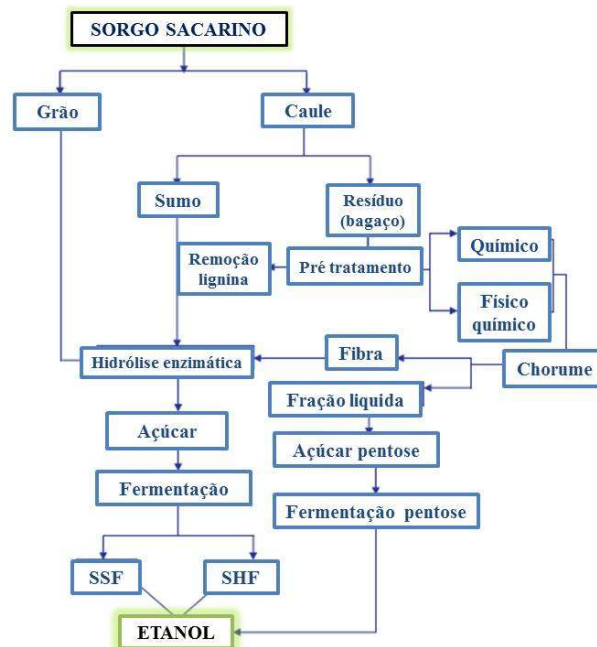 SORGO SACARINO
Grão
Caule
Sumo
Resíduo
(bagaço)
Remoção
lignina
Pré tratamento
Químico
Físico
químico
Hidrólise enzimática
Fibra
Chorume
Fração liquida
Açúcar
Açúcar pentose
Fermentação
Fermentação pentose
SSF
SHF
ETANOL